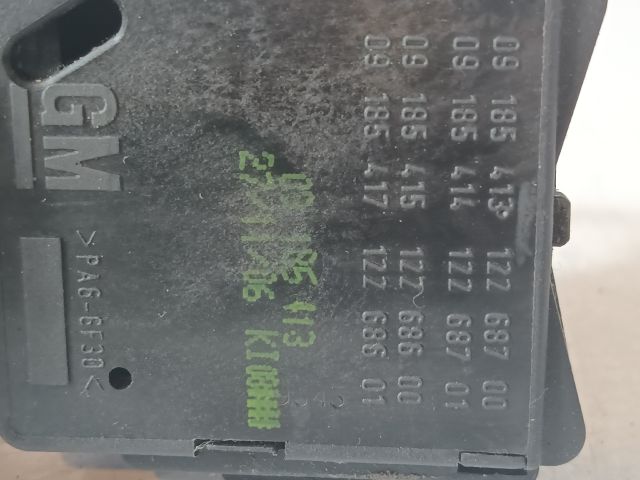 GM
>PA6-GF30<
09 185 413
27/11/06 KI08###
09 185 413 122 687 00
09 185 414 122 687 01
09 185 415 122 686 00
09 185 417 122 686 01